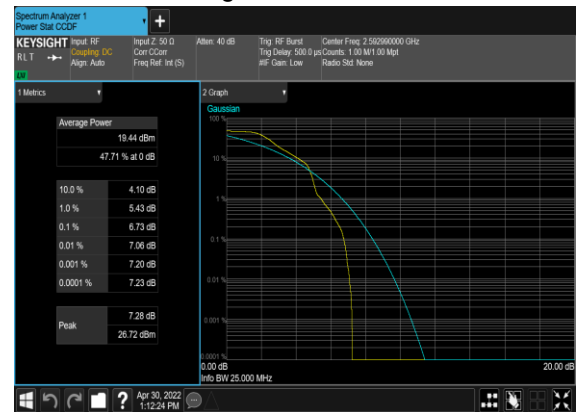 Spectrum Analyzer 1
Power Stat CCDF
+
KEYSIGHT
RLT
LU
Input: RF
Coupling: DC
Align: Auto
Input Z: 50 Ω
Corr CCorr
Freq Ref: Int (S)
Atten: 40 dB
Trig: RF Burst
Trig Delay: 500.0 µs
#IF Gain: Low
Center Freq: 2.592990000 GHz
Counts: 1.00 M/1.00 Mpt
Radio Std: None
1 Metrics
Average Power
19.44 dBm
47.71 % at 0 dB
10.0 % 4.10 dB
1.0 % 5.43 dB
0.1 % 6.73 dB
0.01 % 7.06 dB
0.001 % 7.20 dB
0.0001 % 7.23 dB
Peak
7.28 dB
26.72 dBm
2 Graph
Gaussian
100 %
10 %
1 %
0.1 %
0.01 %
0.001 %
0.0001 %
0.00 dB 20.00 dB
Info BW 25.000 MHz
?
Apr 30, 2022
1:12:24 PM